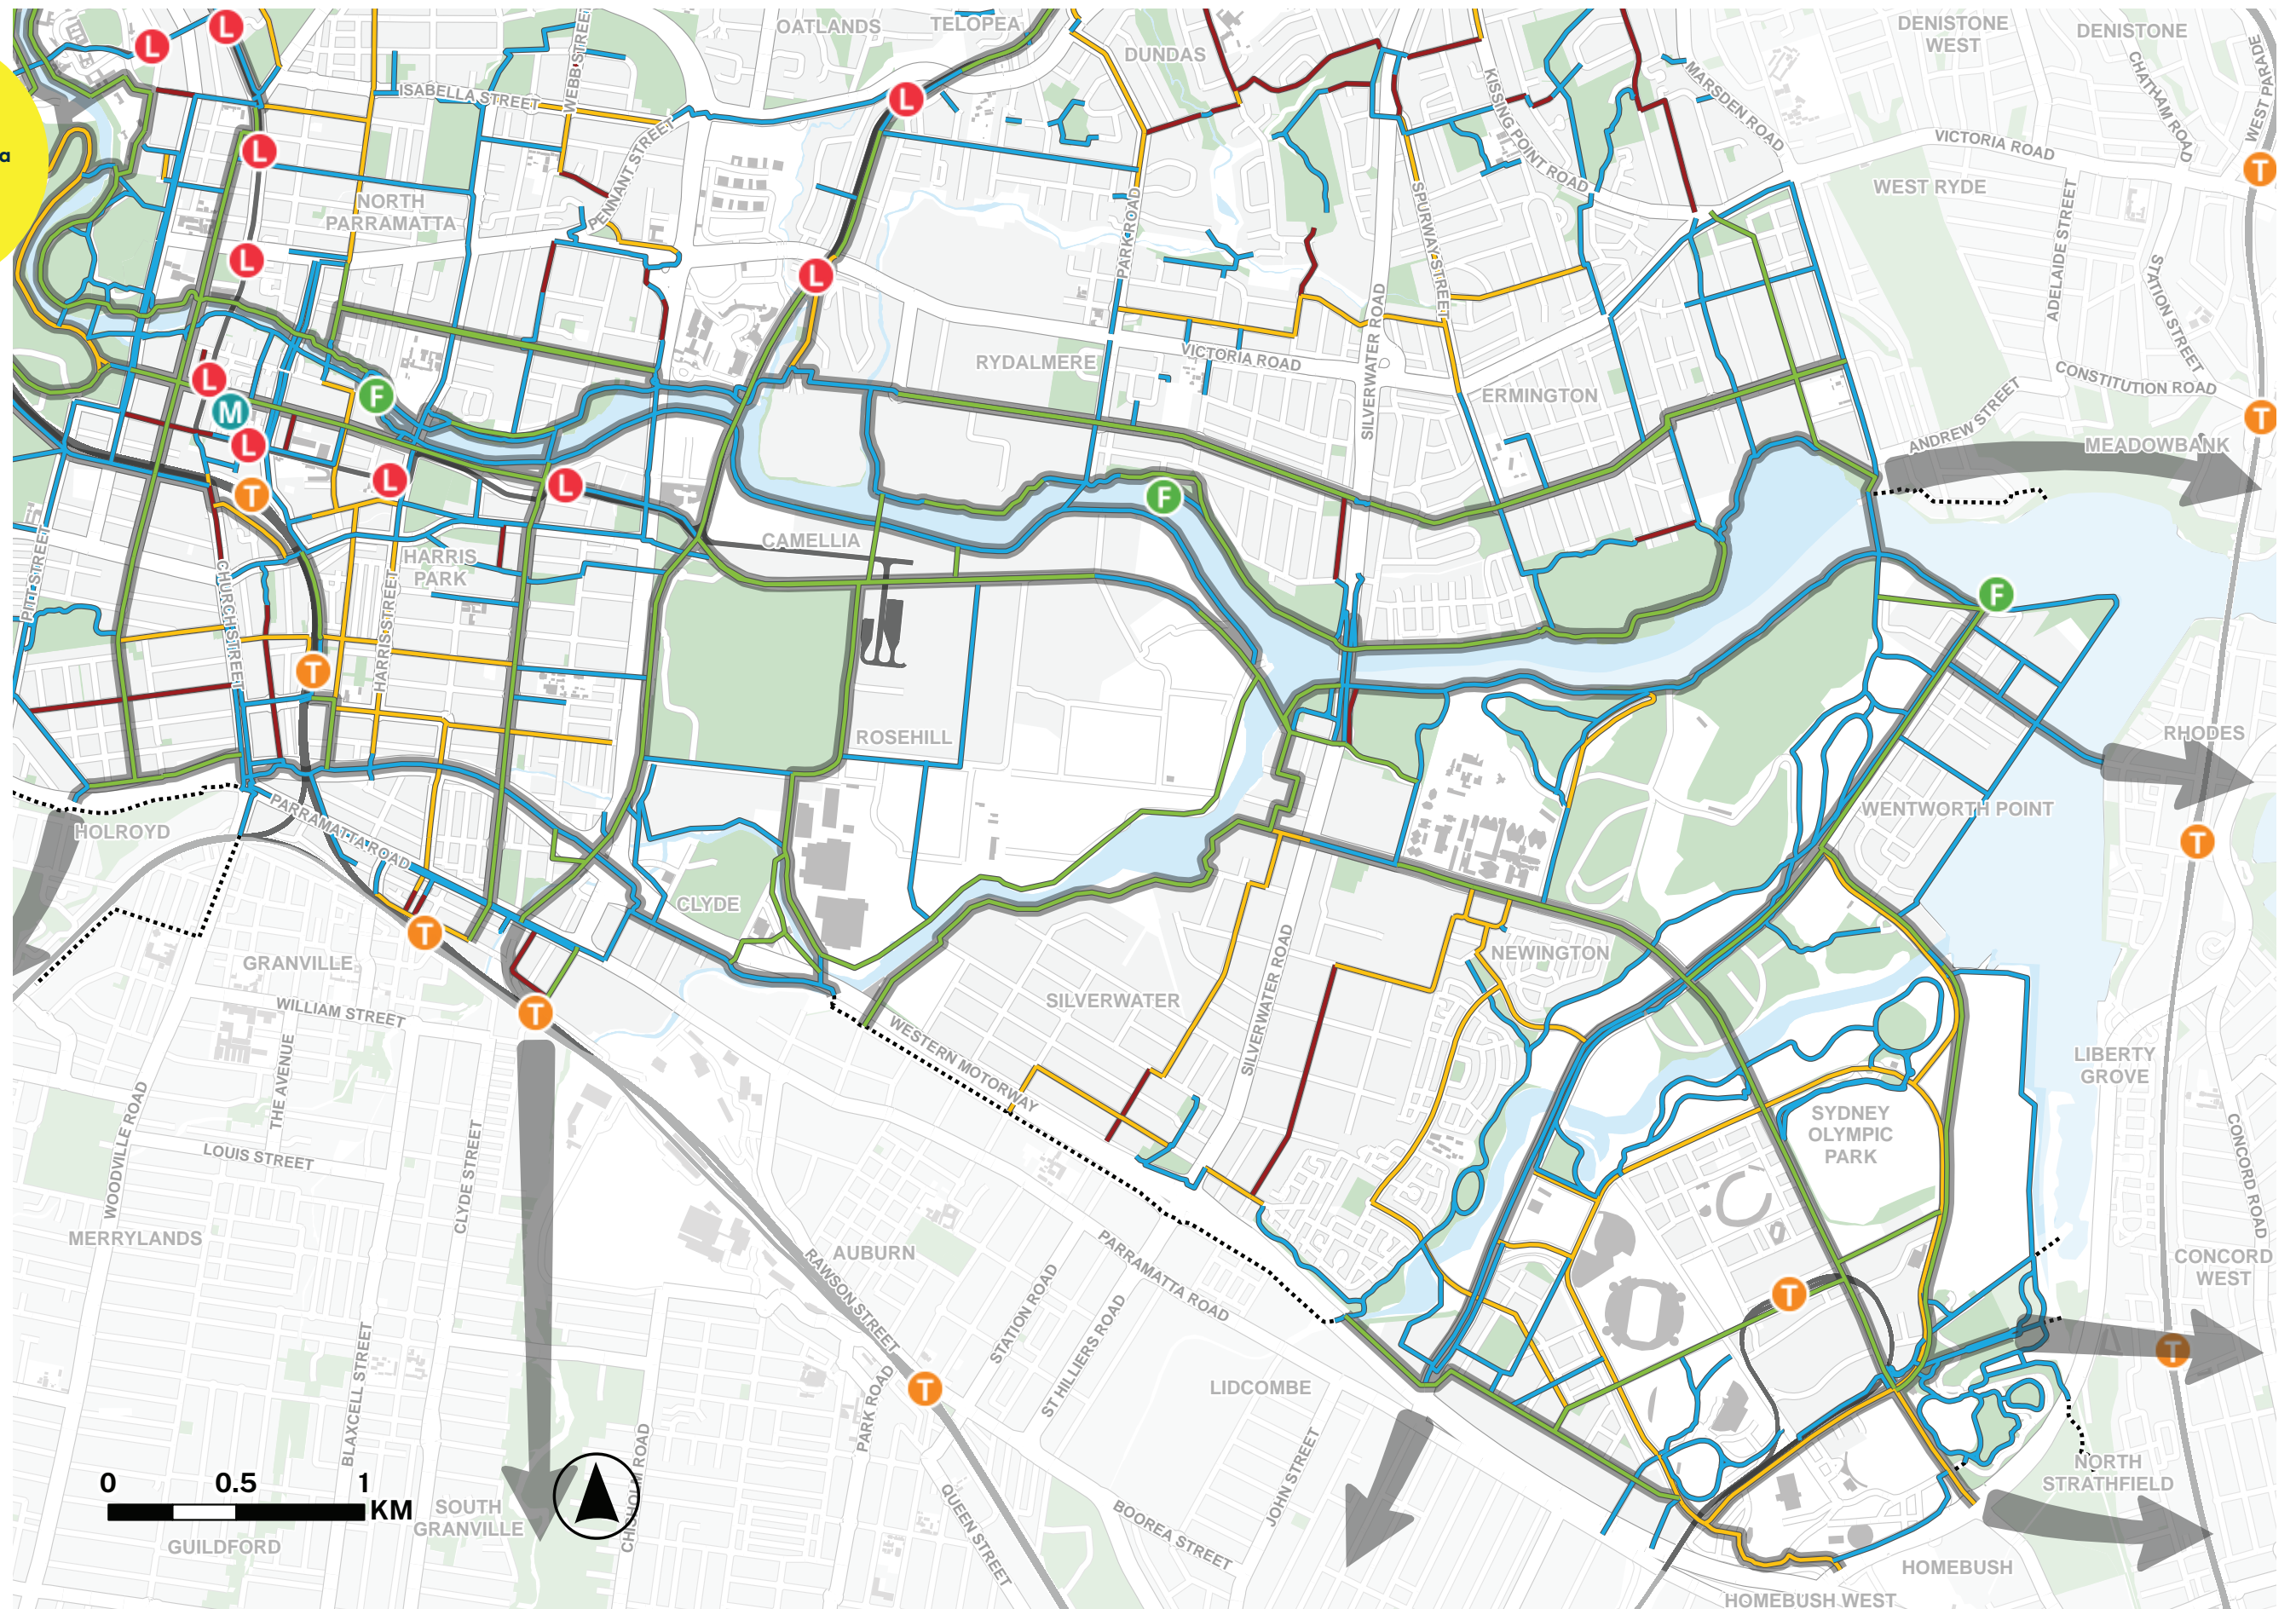 OATLANDS
TELOPEA
DUNDAS
DENISTONE
WEST
DENISTONE
L
L
L
WEBB STREET
ISABELLA STREET
PENNANT STREET
KISSING POINT ROAD
MARSDEN ROAD
CHATHAM ROAD
WEST PARADE
VICTORIA ROAD
a
L
T
NORTH
PARRAMATTA
PARK ROAD
SPURWAY STREET
WEST RYDE
ADELAIDE STREET
STATION STREET
L
L
SILVERWATER ROAD
RYDALMERE
VICTORIA ROAD
ERMINGTON
CONSTITUTION ROAD
ANDREW STREET
MEADOWBANK
T
L
M
F
L
L
L
T
F
CAMELLIA
HARRIS
PARK
PITT STREET
CHURCH STREET
HARRIS STREET
F
T
ROSEHILL
RHODES
WENTWORTH POINT
HOLROYD
PARRAMATTA ROAD
T
CLYDE
T
GRANVILLE
NEWINGTON
SILVERWATER
SILVERWATER ROAD
WILLIAM STREET
T
WESTERN MOTORWAY
THE AVENUE
WOODVILLE ROAD
LOUIS STREET
CLYDE STREET
LIBERTY
GROVE
SYDNEY
OLYMPIC
PARK
CONCORD ROAD
MERRYLANDS
AUBURN
RAWSON STREET
PARRAMATTA ROAD
STATION ROAD
ST HILLIERS ROAD
CONCORD
WEST
T
T
BLAXCELL STREET
T
LIDCOMBE
PARK ROAD
CHISHOLM ROAD
JOHN STREET
0 0.5 1
KM
SOUTH
GRANVILLE
QUEEN STREET
BOOREA STREET
NORTH
STRATHFIELD
GUILDFORD
HOMEBUSH
HOMEBUSH WEST